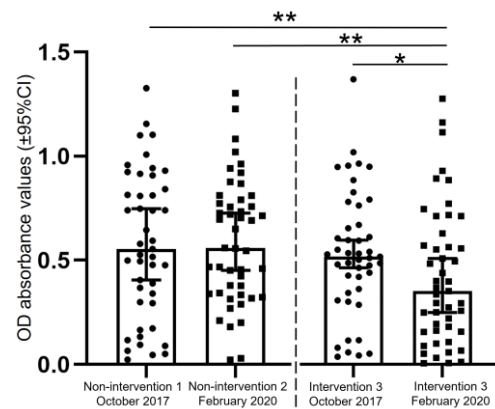 **
**
*
OD absorbance values (±95%CI)
1.5
1.0
0.5
0.0
Non-intervention 1
October 2017
Non-intervention 2
February 2020
Intervention 3
October 2017
Intervention 3
February 2020